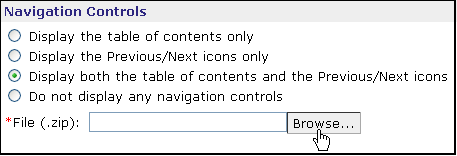 Navigation Controls
Display the table of contents only
Display the Previous/Next icons only
Display both the table of contents and the Previous/Next icons
Do not display any navigation controls
*File (.zip): Browse...